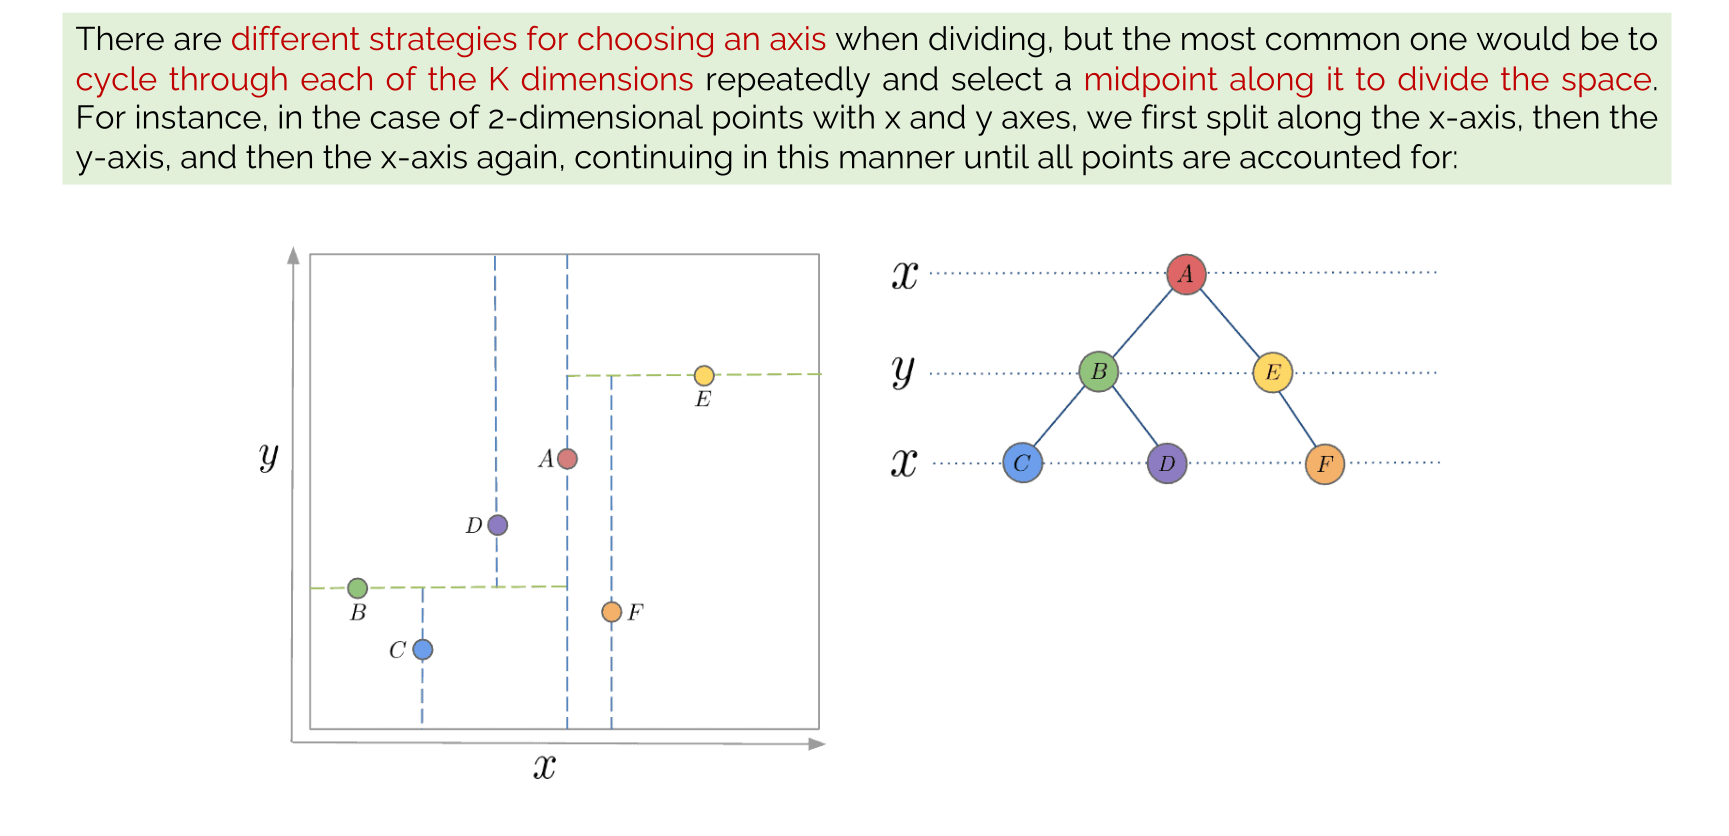 There are different strategies for choosing an axis when dividing, but the most common one would be to
cycle through each of the K dimensions repeatedly and select a midpoint along it to divide the space.
For instance, in the case of 2-dimensional points with x and y axes, we first split along the x-axis, then the
y-axis, and then the x-axis again, continuing in this manner until all points are accounted for:
y
x
E
A
D
B
F
C
x
A
y
B
E
x
C
D
F